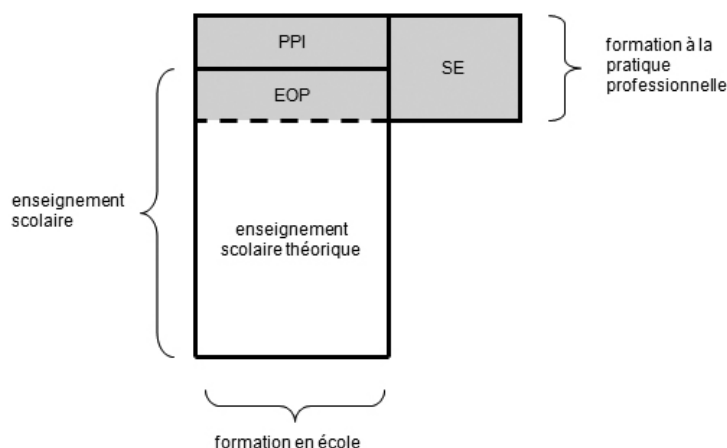 PPI
SE
formation à la
pratique
professionnelle
EOP
enseignement
scolaire
enseignement
scolaire théorique
formation en école